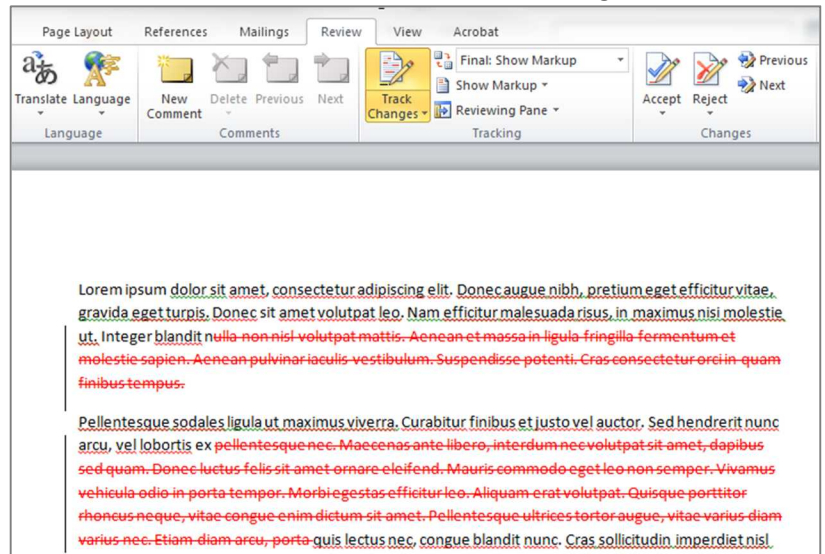 Page Layout References Mailings Review View Acrobat
Final: Show Markup
Previous
Show Markup
Next
Translate Language New Comment Delete Previous Next Track Changes Reviewing Pane Accept Reject
Language Comments Tracking Changes
Lorem ipsum dolor sit amet, consectetur adipiscing elit. Donec augue nibh, pretium eget efficitur vitae,
gravida eget turpis. Donec sit amet volutpat leo. Nam efficitur malesuada risus, in maximus nisi molestie
ut. Integer blandit nulla non nisl volutpat mattis. Aenean et massa in ligula fringilla fermentum et
molestie sapien. Aenean pulvinar iaculis vestibulum. Suspendisse potenti. Cras consectetur orci in quam
finibus tempus.
Pellentesque sodales ligula ut maximus viverra. Curabitur finibus et justo vel auctor. Sed hendrerit nunc
arcu, vel lobortis ex pellentesque nec. Maecenas ante libero, interdum nec volutpat sit amet, dapibus
sed quam. Donec luctus felis sit amet ornare eleifend. Mauris commodo eget leo non semper. Vivamus
vehicula odio in porta tempor. Morbi egestas efficitur leo. Aliquam erat volutpat. Quisque porttitor
rhoncus neque, vitae congue enim dictum sit amet. Pellentesque ultrices tortor augue, vitae varius diam
varius nec. Etiam diam arcu, porta quis lectus nec, congue blandit nunc. Cras sollicitudin imperdiet nisl